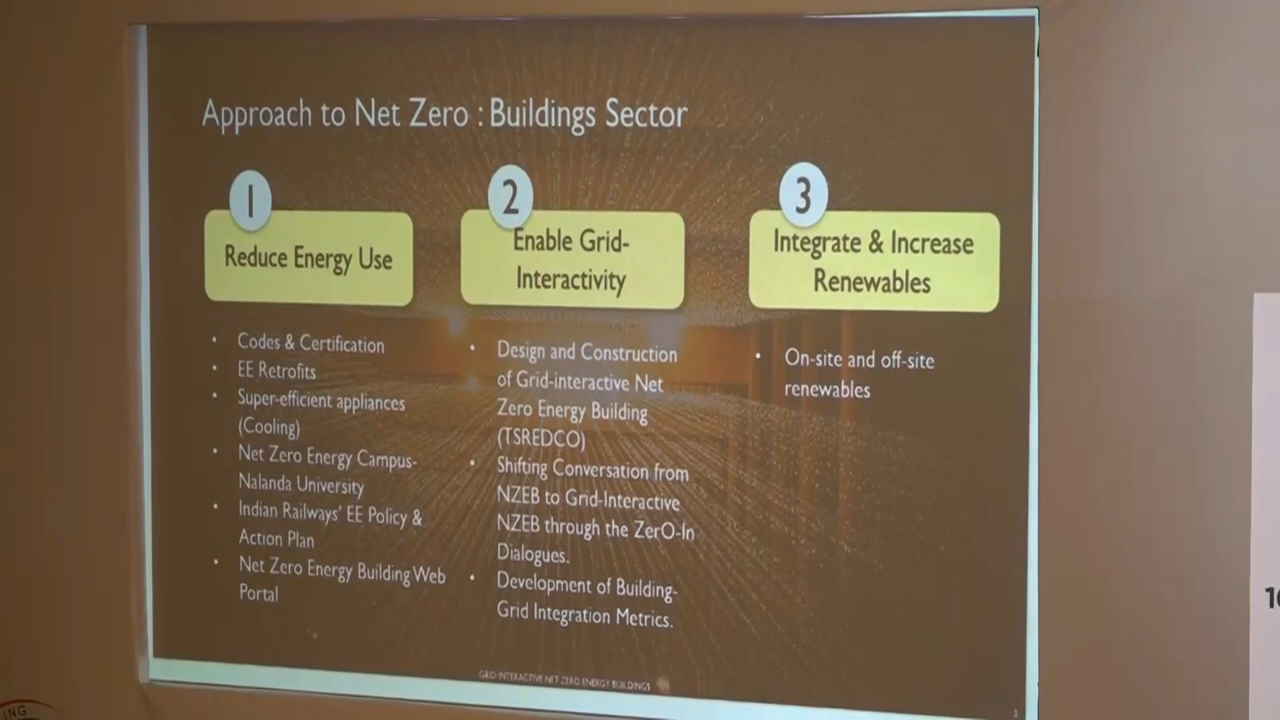 Approach to Net Zero : Buildings Sector
1
Reduce Energy Use
• Codes & Certification
• EE Retrofits
• Super-efficient appliances
(Cooling)
• Net Zero Energy Campus-
Nalanda University
• Indian Railways' EE Policy &
Action Plan
• Net Zero Energy Building Web
Portal
2
Enable Grid-
Interactivity
• Design and Construction
of Grid-interactive Net
Zero Energy Building
(TSREDCO)
• Shifting Conversation from
NZEB to Grid-Interactive
NZEB through the ZerO-In
Dialogues.
• Development of Building-
Grid Integration Metrics.
3
Integrate & Increase
Renewables
• On-site and off-site
renewables
GRID INTERACTIVE NET ZERO ENERGY BUILDINGS
3
ING